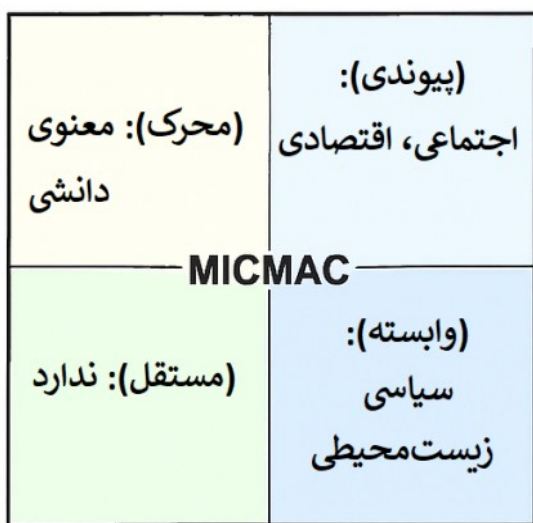 (پیوندی):
اجتماعی، اقتصادی
(محرک): معنوی
دانشی
MICMAC
(وابسته):
سیاسی
زیست‌محیطی
(مستقل): ندارد